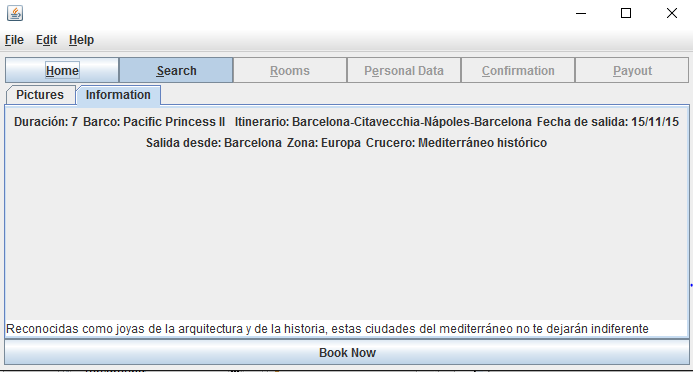 File Edit Help
Home Search Rooms Personal Data Confirmation Payout
Pictures Information
Duración: 7 Barco: Pacific Princess II Itinerario: Barcelona-Citavecchia-Nápoles-Barcelona Fecha de salida: 15/11/15
Salida desde: Barcelona Zona: Europa Crucero: Mediterráneo histórico
Reconocidas como joyas de la arquitectura y de la historia, estas ciudades del mediterráneo no te dejarán indiferente
Book Now